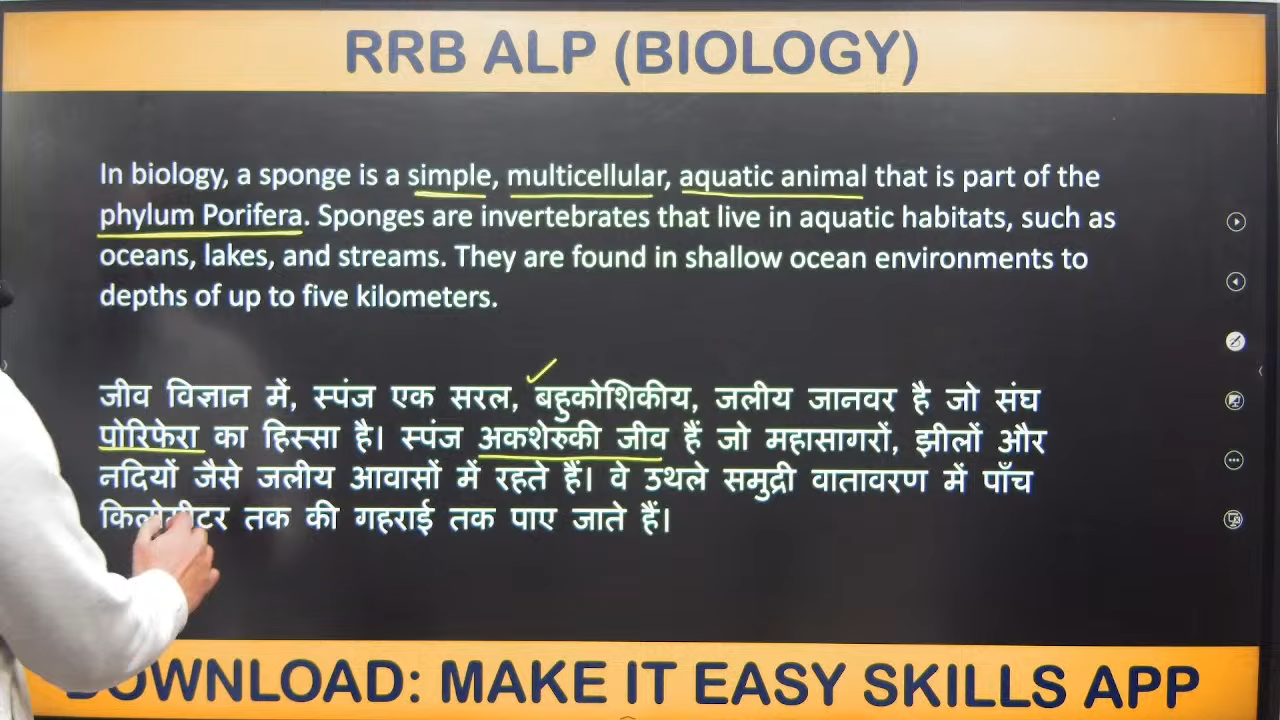 RRB ALP (BIOLOGY)
In biology, a sponge is a simple, multicellular, aquatic animal that is part of the
phylum Porifera. Sponges are invertebrates that live in aquatic habitats, such as
oceans, lakes, and streams. They are found in shallow ocean environments to
depths of up to five kilometers.
जीव विज्ञान में, स्पंज एक सरल, बहुकोशिकीय, जलीय जानवर है जो संघ
पोरिफेरा का हिस्सा है। स्पंज अकशेरुकी जीव हैं जो महासागरों, झीलों और
नदियों जैसे जलीय आवासों में रहते हैं। वे उथले समुद्री वातावरण में पाँच
किलोमीटर तक की गहराई तक पाए जाते हैं।
DOWNLOAD: MAKE IT EASY SKILLS APP